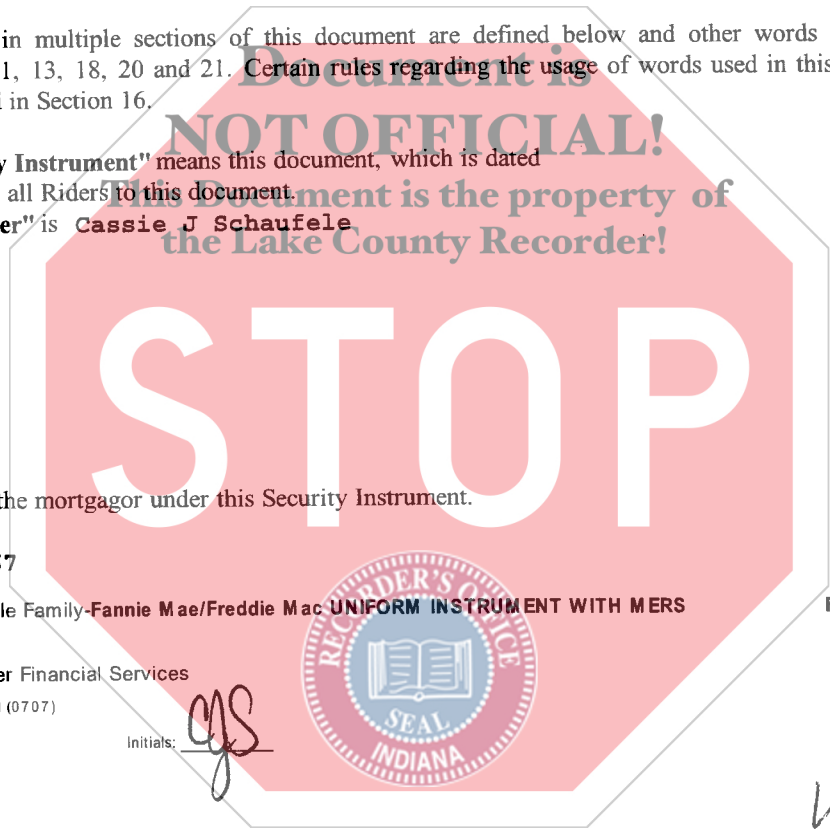 in multiple sections of this document are defined below and other words
Document is
1, 13, 18, 20 and 21. Certain rules regarding the usage of words used in this
in Section 16.
NOT OFFICIAL!
y Instrument" means this document, which is dated
all Riders to this document.
This Document is the property of
er" is Cassie J Schaufele
the Lake County Recorder!
STOP
the mortgagor under this Security Instrument.
7
le Family-Fannie Mae/Freddie Mac UNIFORM INSTRUMENT WITH MERS
RECORDER'S OFFICE
SEAL
INDIANA
er Financial Services
(0707)
Initials: CJS